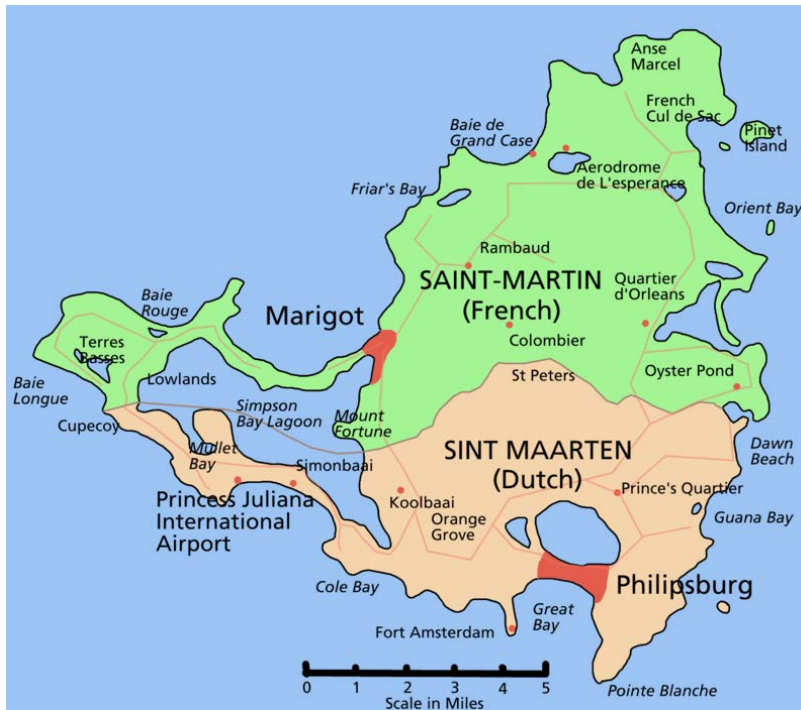 Anse
Marcel
French
Cul de Sac
Pinet
Island
Baie de
Grand Case
Aerodrome
de L'esperance
Friar's Bay
Orient Bay
Rambaud
SAINT-MARTIN
(French)
Quartier
d'Orleans
Baie
Rouge
Marigot
Colombier
Terres
Basses
St Peters
Oyster Pond
Lowlands
Baie
Longue
Simpson
Bay Lagoon
Mount
Fortune
Cupecoy
SINT MAARTEN
(Dutch)
Dawn
Beach
Mullet
Bay
Simonbaai
Princess Juliana
International
Airport
Koolbaai
Prince's Quartier
Orange
Grove
Guana Bay
Cole Bay
Philipsburg
Great
Bay
Fort Amsterdam
Pointe Blanche
0 1 2 3 4 5
Scale in Miles